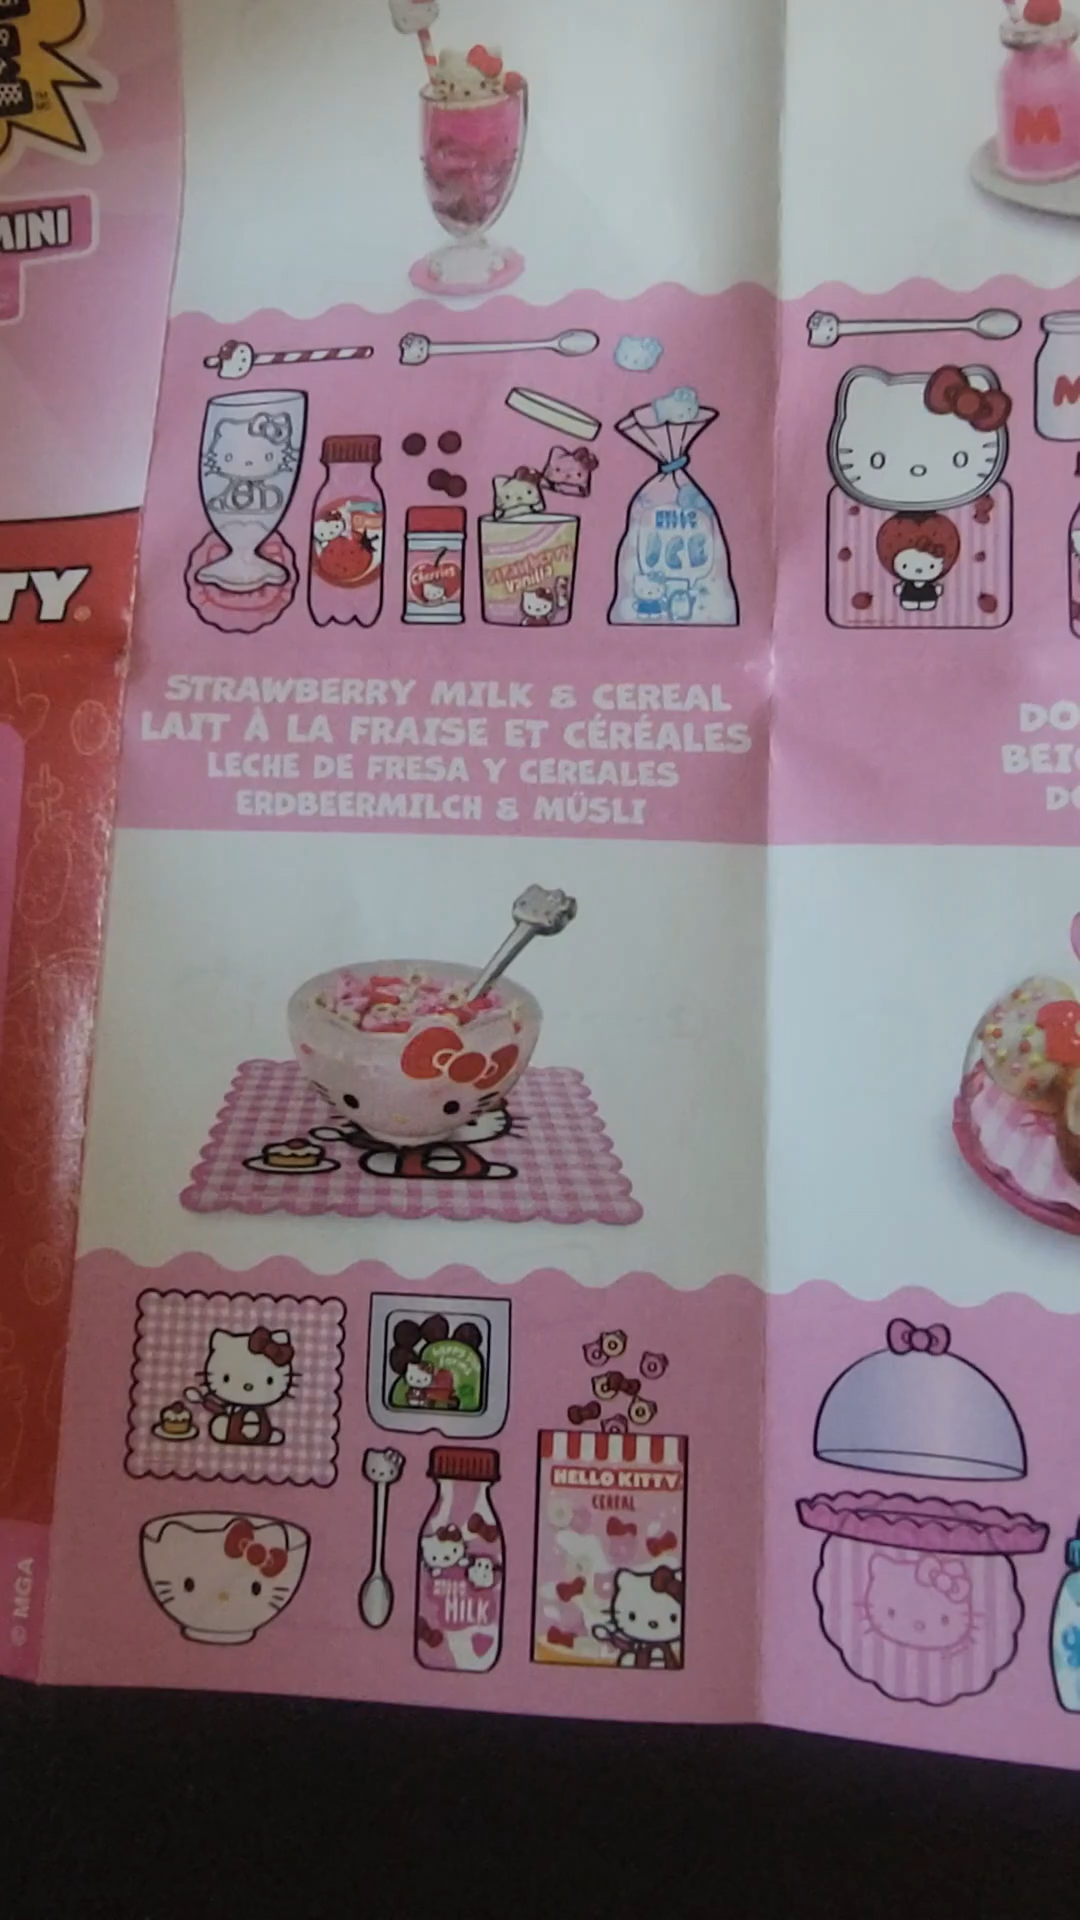 MINI
TY
M
M
Cherries
Strawberry
Vanilla
ICE
STRAWBERRY MILK & CEREAL
LAIT À LA FRAISE ET CÉRÉALES
LECHE DE FRESA Y CEREALES
ERDBEERMILCH & MÜSLI
DO
BEIG
DO
HELLO KITTY
CEREAL
MILK
© MGA